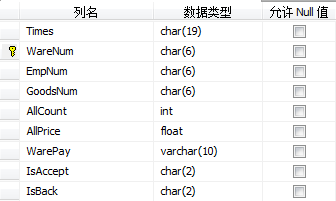 列名 数据类型 允许 Null 值
Times char(19)
WareNum char(6)
EmpNum char(6)
GoodsNum char(6)
AllCount int
AllPrice float
WarePay varchar(10)
IsAccept char(2)
IsBack char(2)